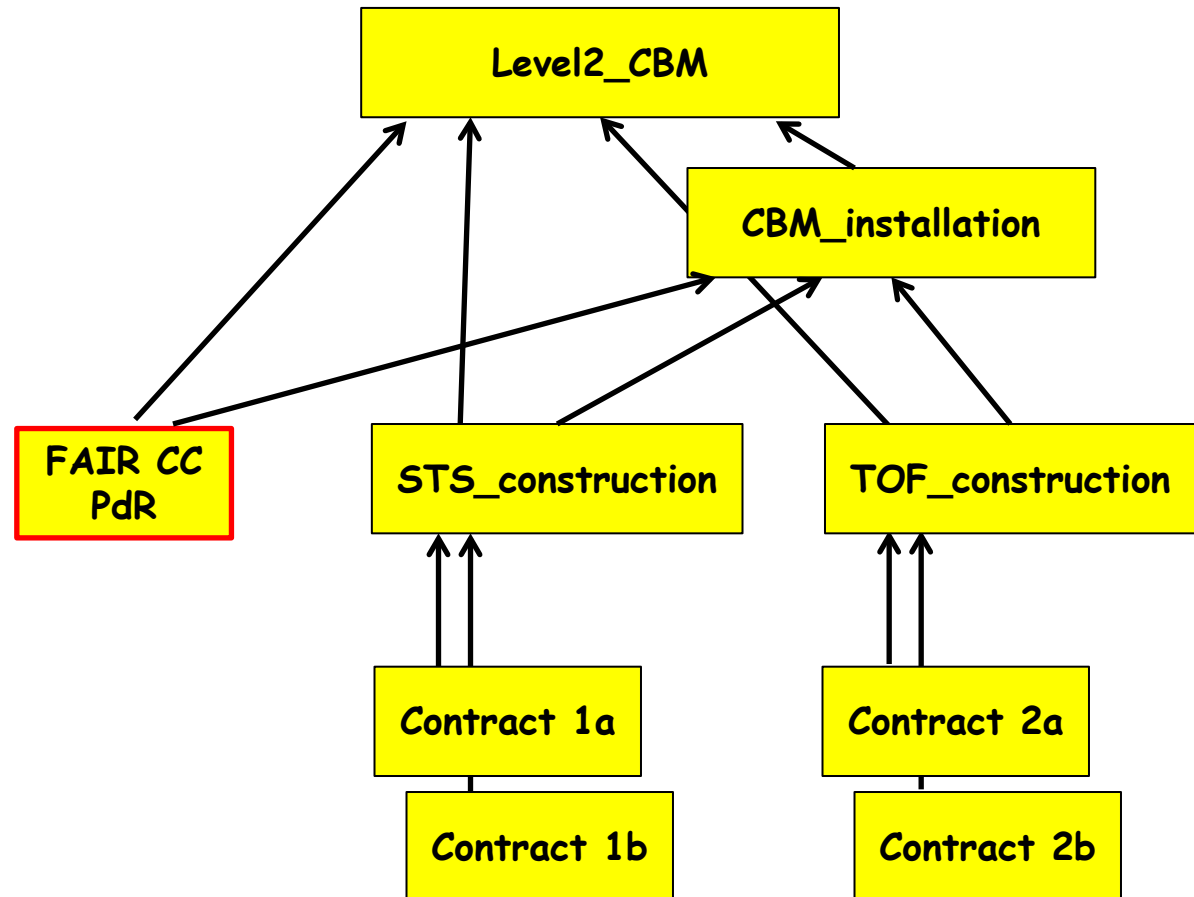 Level2_CBM
CBM_installation
FAIR CC
PdR
STS_construction
TOF_construction
Contract 1a
Contract 2a
Contract 1b
Contract 2b